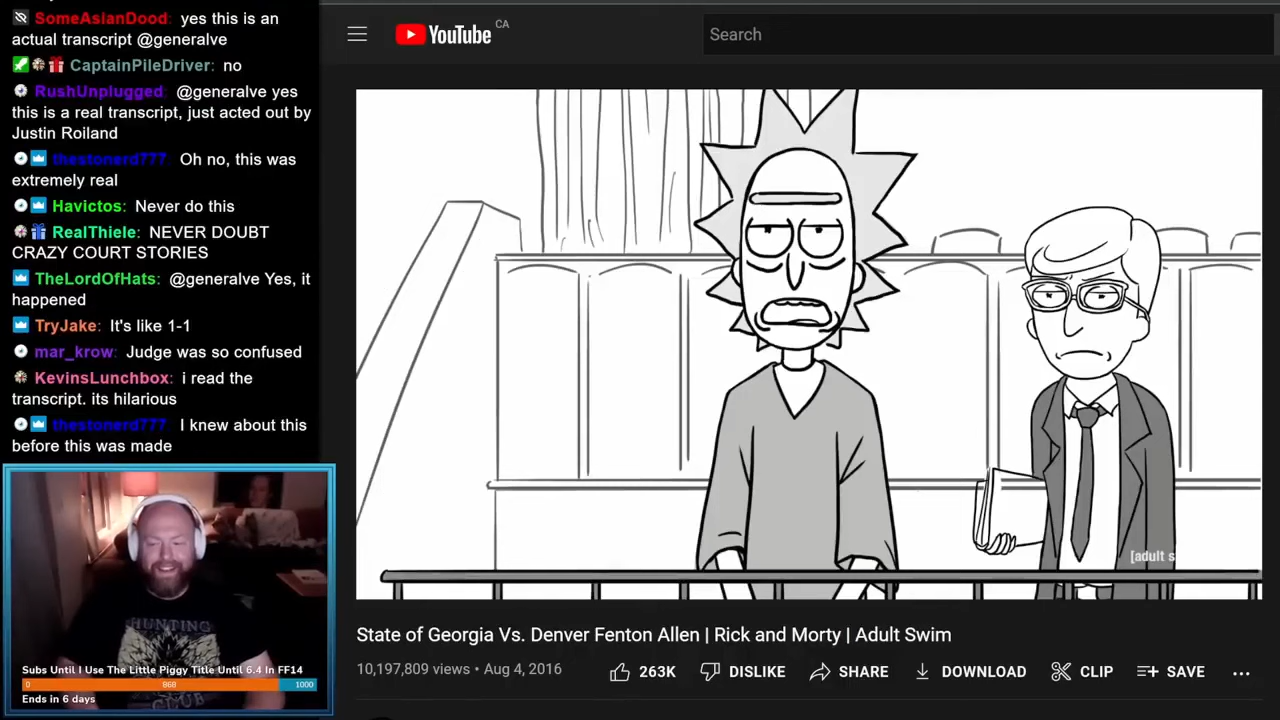 SomeAsianDood: yes this is an
actual transcript @generalve
CaptainPileDriver: no
RushUnplugged: @generalve yes
this is a real transcript, just acted out by
Justin Roiland
thestonerd777: Oh no, this was
extremely real
Havictos: Never do this
RealThiele: NEVER DOUBT
CRAZY COURT STORIES
TheLordOfHats: @generalve Yes, it
happened
TryJake: It's like 1-1
mar_krow: Judge was so confused
KevinsLunchbox: i read the
transcript. its hilarious
thestonerd777: I knew about this
before this was made
HUNTING
CLUB
Subs Until I Use The Little Piggy Title Until 6.4 In FF14
0 868 1000
Ends in 6 days
YouTube CA
Search
[adult s
State of Georgia Vs. Denver Fenton Allen | Rick and Morty | Adult Swim
10,197,809 views • Aug 4, 2016
263K DISLIKE SHARE DOWNLOAD CLIP SAVE